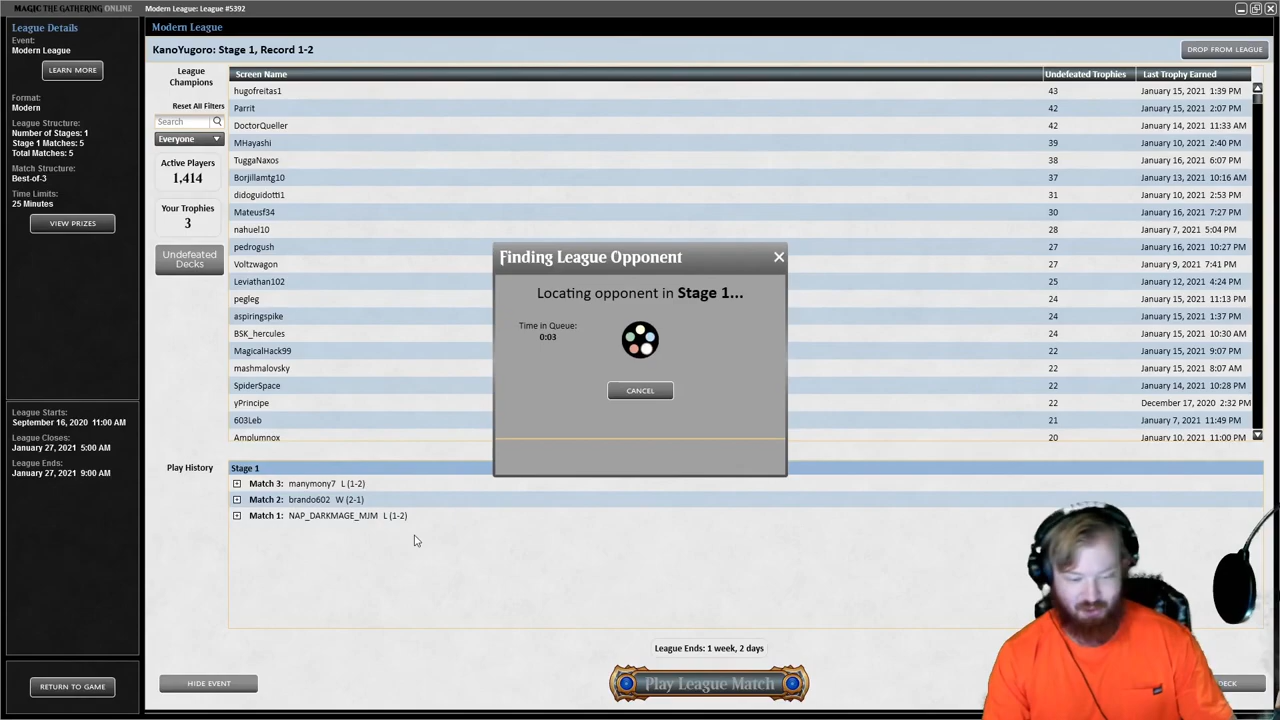 MAGIC THE GATHERING ONLINE
Modern Match: League #5392
League Details
Event:
Modern League
LEARN MORE
Format:
Modern
League Structure:
Number of Stages: 1
Stage 1 Matches: 5
Total Matches: 5
Match Structure:
Best-of-3
Time Limits:
25 Minutes
VIEW PRIZES
League Starts:
September 16, 2020 11:00 AM
League Closes:
January 27, 2021 5:00 AM
League Ends:
January 27, 2021 9:00 AM
RETURN TO GAME
Modern League
KanoYugoro: Stage 1, Record 1-2
DROP FROM LEAGUE
League
Champions
Reset All Filters
Search
Everyone
Active Players
1,414
Your Trophies
3
Undefeated
Decks
Screen Name Undefeated Trophies Last Trophy Earned
hugofreitas1 43 January 15, 2021 1:39 PM
Parrit 42 January 15, 2021 2:07 PM
DoctorQueller 42 January 14, 2021 11:33 AM
MHayashi 39 January 10, 2021 2:40 PM
TuggaNaxos 38 January 16, 2021 6:07 PM
Borjillamtg10 37 January 13, 2021 10:16 AM
didoguidotti1 31 January 10, 2021 2:53 PM
Mateusf34 30 January 16, 2021 7:27 PM
nahuel10 28 January 7, 2021 5:04 PM
pedrogush 27 January 16, 2021 10:27 PM
Voltzwagon 27 January 9, 2021 7:41 PM
Leviathan102 25 January 12, 2021 4:24 PM
pegleg 24 January 15, 2021 11:13 PM
aspiringspike 24 January 15, 2021 1:37 PM
BSK_hercules 24 January 15, 2021 10:30 AM
MagicalHack99 22 January 15, 2021 9:07 PM
mashmalovsky 22 January 15, 2021 8:07 AM
SpiderSpace 22 January 14, 2021 10:28 PM
yPrincipe 22 December 17, 2020 2:32 PM
603Leb 21 January 7, 2021 11:49 PM
Amplumnox 20 January 10, 2021 11:00 PM
Finding League Opponent
Locating opponent in Stage 1...
Time in Queue:
0:03
CANCEL
Play History
Stage 1
Match 3: manymony7 L (1-2)
Match 2: brando602 W (2-1)
Match 1: NAP_DARKMAGE_MJM L (1-2)
League Ends: 1 week, 2 days
HIDE EVENT
Play League Match
DECK